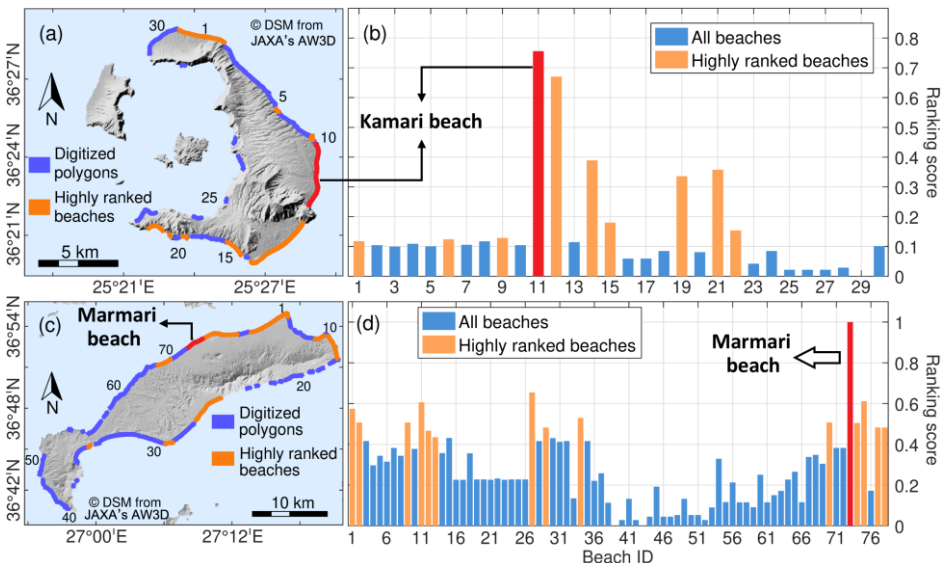 (a)
© DSM from
JAXA's AW3D
30
1
5
10
15
20
25
N
Digitized
polygons
Highly ranked
beaches
5 km
36°27'N
36°24'N
36°21'N
25°21'E
25°27'E
(b)
All beaches
Highly ranked beaches
Kamari beach
0.8
0.7
0.6
0.5
0.4
0.3
0.2
0.1
0
Ranking score
1 3 5 7 9 11 13 15 17 19 21 23 25 27 29
(c)
Marmari
beach
1
10
20
30
40
50
60
70
N
Digitized
polygons
Highly ranked
beaches
© DSM from
JAXA's AW3D
10 km
36°54'N
36°48'N
36°42'N
27°00'E
27°12'E
(d)
All beaches
Highly ranked beaches
Marmari
beach
1
0.8
0.6
0.4
0.2
0
Ranking score
1 6 11 16 21 26 31 36 41 46 51 56 61 66 71 76
Beach ID